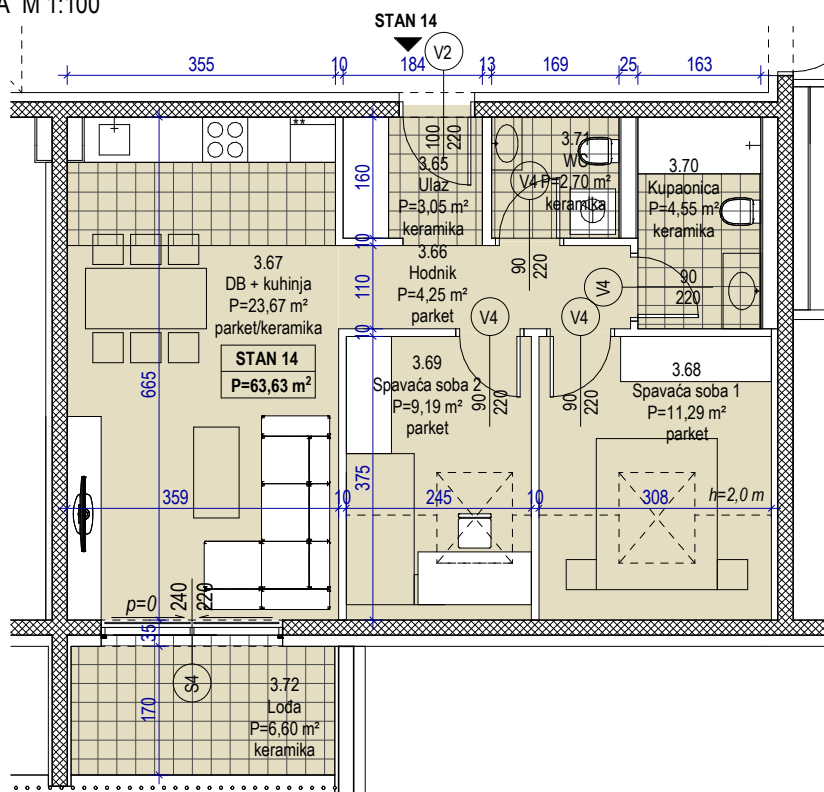 A M 1:100
STAN 14
V2
355
10
184
13
169
25
163
**
100
220
3.65
Ulaz
P=3,05 m²
keramika
3.71
WC
P=2,70 m²
keramika
V4
3.70
Kupaonica
P=4,55 m²
keramika
160
10
3.66
Hodnik
P=4,25 m²
parket
110
10
90
220
V4
90
220
V4
V4
3.67
DB + kuhinja
P=23,67 m²
parket/keramika
STAN 14
P=63,63 m²
665
3.69
Spavaća soba 2
P=9,19 m²
parket
90
220
90
220
3.68
Spavaća soba 1
P=11,29 m²
parket
375
359
10
245
10
308
h=2,0 m
p=0
240
220
35
S4
170
3.72
Lođa
P=6,60 m²
keramika